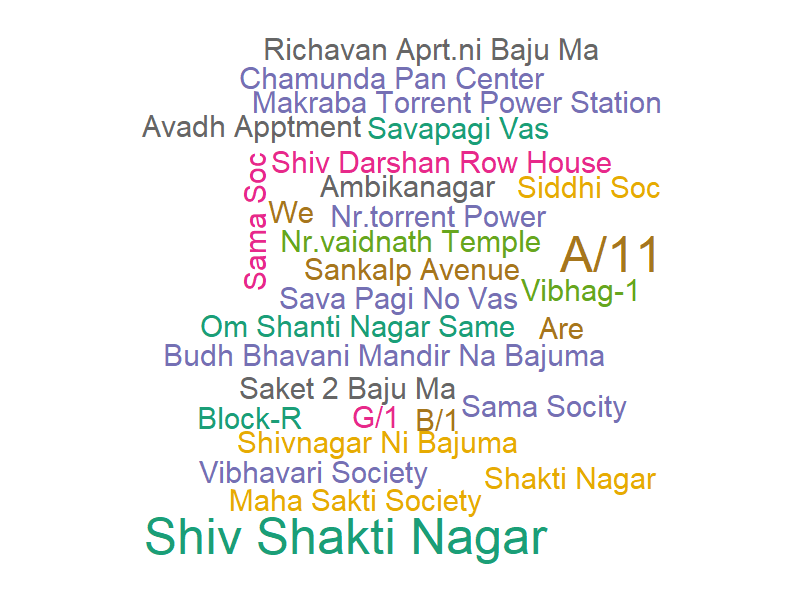 Richavan Aprt.ni Baju Ma
Chamunda Pan Center
Makraba Torrent Power Station
Avadh Apptment
Savapagi Vas
Shiv Darshan Row House
Sama Soc
Ambikanagar
Siddhi Soc
We
Nr.torrent Power
Nr.vaidnath Temple
A/11
Sankalp Avenue
Vibhag-1
Sava Pagi No Vas
Om Shanti Nagar Same
Are
Budh Bhavani Mandir Na Bajuma
Saket 2 Baju Ma
Sama Socity
Block-R
G/1
B/1
Shivnagar Ni Bajuma
Vibhavari Society
Shakti Nagar
Maha Sakti Society
Shiv Shakti Nagar